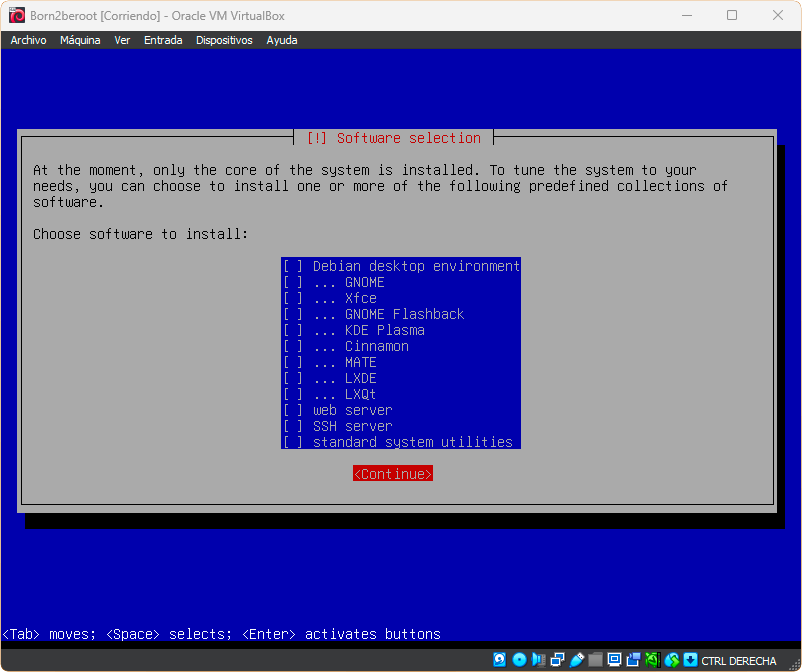 Born2beroot [Corriendo] - Oracle VM VirtualBox
Archivo Máquina Ver Entrada Dispositivos Ayuda
[!] Software selection
At the moment, only the core of the system is installed. To tune the system to your
needs, you can choose to install one or more of the following predefined collections of
software.
Choose software to install:
[ ] Debian desktop environment
[ ] ... GNOME
[ ] ... Xfce
[ ] ... GNOME Flashback
[ ] ... KDE Plasma
[ ] ... Cinnamon
[ ] ... MATE
[ ] ... LXDE
[ ] ... LXQt
[ ] web server
[ ] SSH server
[ ] standard system utilities
<Continue>
<Tab> moves; <Space> selects; <Enter> activates buttons
CTRL DERECHA